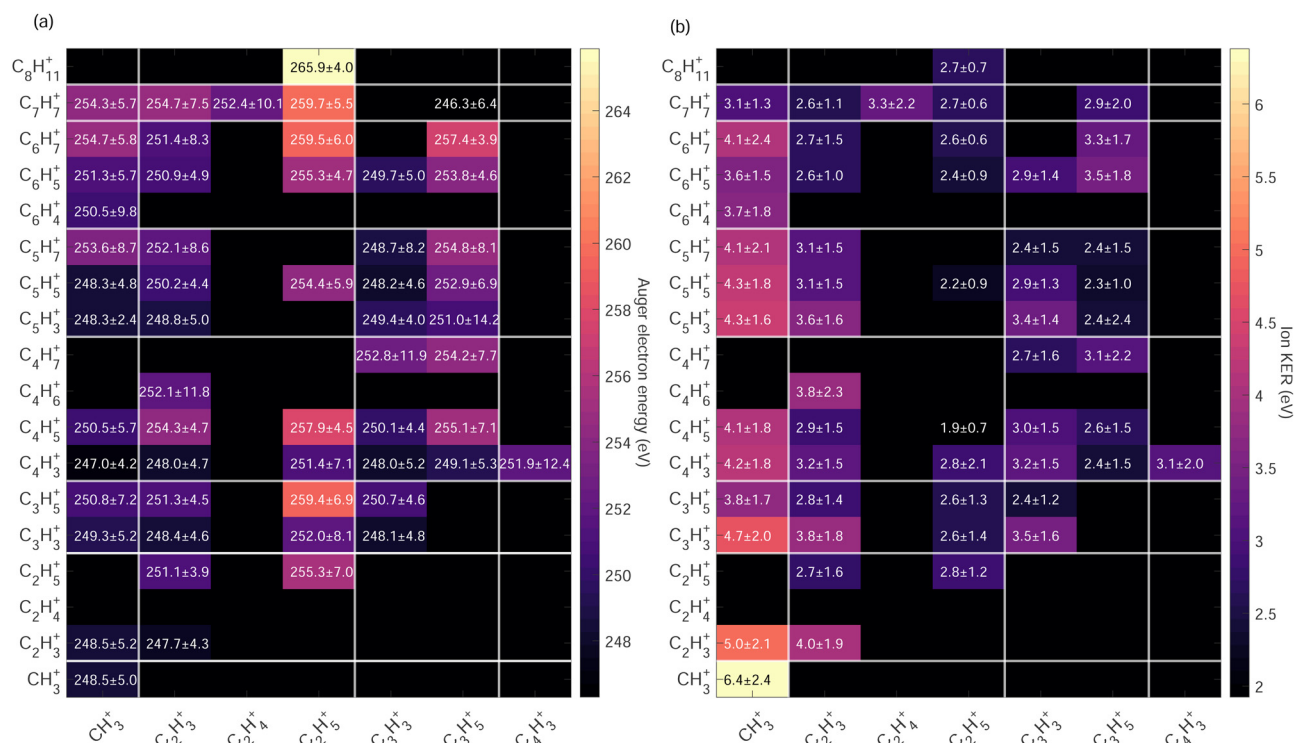 (a)
C₈H₁₁⁺ 265.9±4.0
C₇H₇⁺ 254.3±5.7 254.7±7.5 252.4±10.1 259.7±5.5 246.3±6.4
C₆H₇⁺ 254.7±5.8 251.4±8.3 259.5±6.0 257.4±3.9
C₆H₅⁺ 251.3±5.7 250.9±4.9 255.3±4.7 249.7±5.0 253.8±4.6
C₆H₄⁺ 250.5±9.8
C₅H₇⁺ 253.6±8.7 252.1±8.6 248.7±8.2 254.8±8.1
C₅H₅⁺ 248.3±4.8 250.2±4.4 254.4±5.9 248.2±4.6 252.9±6.9
C₅H₃⁺ 248.3±2.4 248.8±5.0 249.4±4.0 251.0±14.2
C₄H₇⁺ 252.8±11.9 254.2±7.7
C₄H₆⁺ 252.1±11.8
C₄H₅⁺ 250.5±5.7 254.3±4.7 257.9±4.5 250.1±4.4 255.1±7.1
C₄H₃⁺ 247.0±4.2 248.0±4.7 251.4±7.1 248.0±5.2 249.1±5.3 251.9±12.4
C₃H₅⁺ 250.8±7.2 251.3±4.5 259.4±6.9 250.7±4.6
C₃H₃⁺ 249.3±5.2 248.4±4.6 252.0±8.1 248.1±4.8
C₂H₅⁺ 251.1±3.9 255.3±7.0
C₂H₄⁺
C₂H₃⁺ 248.5±5.2 247.7±4.3
CH₃⁺ 248.5±5.0
CH₃⁺ C₂H₃⁺ C₂H₄⁺ C₂H₅⁺ C₃H₃⁺ C₃H₅⁺ C₄H₃⁺
264
262
260
258
256
254
252
250
248
Auger electron energy (eV)
(b)
C₈H₁₁⁺ 2.7±0.7
C₇H₇⁺ 3.1±1.3 2.6±1.1 3.3±2.2 2.7±0.6 2.9±2.0
C₆H₇⁺ 4.1±2.4 2.7±1.5 2.6±0.6 3.3±1.7
C₆H₅⁺ 3.6±1.5 2.6±1.0 2.4±0.9 2.9±1.4 3.5±1.8
C₆H₄⁺ 3.7±1.8
C₅H₇⁺ 4.1±2.1 3.1±1.5 2.4±1.5 2.4±1.5
C₅H₅⁺ 4.3±1.8 3.1±1.5 2.2±0.9 2.9±1.3 2.3±1.0
C₅H₃⁺ 4.3±1.6 3.6±1.6 3.4±1.4 2.4±2.4
C₄H₇⁺ 2.7±1.6 3.1±2.2
C₄H₆⁺ 3.8±2.3
C₄H₅⁺ 4.1±1.8 2.9±1.5 1.9±0.7 3.0±1.5 2.6±1.5
C₄H₃⁺ 4.2±1.8 3.2±1.5 2.8±2.1 3.2±1.5 2.4±1.5 3.1±2.0
C₃H₅⁺ 3.8±1.7 2.8±1.4 2.6±1.3 2.4±1.2
C₃H₃⁺ 4.7±2.0 3.8±1.8 2.6±1.4 3.5±1.6
C₂H₅⁺ 2.7±1.6 2.8±1.2
C₂H₄⁺
C₂H₃⁺ 5.0±2.1 4.0±1.9
CH₃⁺ 6.4±2.4
CH₃⁺ C₂H₃⁺ C₂H₄⁺ C₂H₅⁺ C₃H₃⁺ C₃H₅⁺ C₄H₃⁺
6
5.5
5
4.5
4
3.5
3
2.5
2
Ion KER (eV)